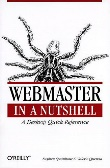 WEBMASTER
IN A NUTSHELL
A Desktop Quick Reference
O'REILLY